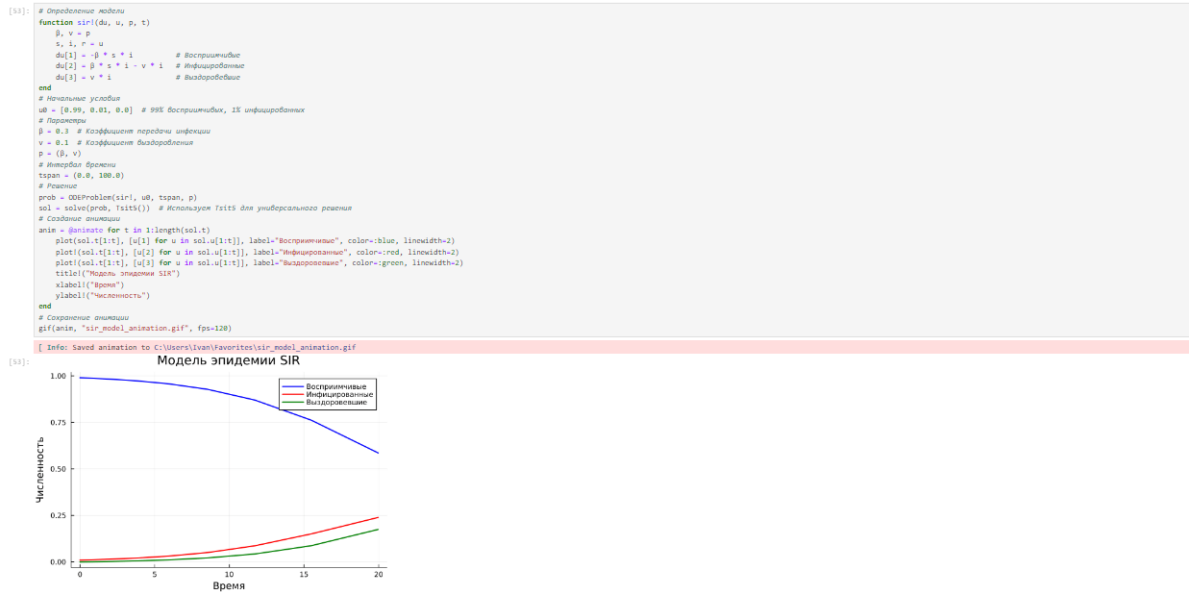 [53]:
# Определение модели
function sir!(du, u, p, t)
    β, ν = p
    s, i, r = u
    du[1] = -β * s * i          # Восприимчивые
    du[2] = β * s * i - ν * i   # Инфицированные
    du[3] = ν * i               # Выздоровевшие
end
# Начальные условия
u0 = [0.99, 0.01, 0.0]  # 99% восприимчивых, 1% инфицированных
# Параметры
β = 0.3  # Коэффициент передачи инфекции
ν = 0.1  # Коэффициент выздоровления
p = (β, ν)
# Интервал времени
tspan = (0.0, 100.0)
# Решение
prob = ODEProblem(sir!, u0, tspan, p)
sol = solve(prob, Tsit5())  # Используем Tsit5 для универсального решения
# Создание анимации
anim = @animate for t in 1:length(sol.t)
    plot(sol.t[1:t], [u[1] for u in sol.u[1:t]], label="Восприимчивые", color=:blue, linewidth=2)
    plot!(sol.t[1:t], [u[2] for u in sol.u[1:t]], label="Инфицированные", color=:red, linewidth=2)
    plot!(sol.t[1:t], [u[3] for u in sol.u[1:t]], label="Выздоровевшие", color=:green, linewidth=2)
    title!("Модель эпидемии SIR")
    xlabel!("Время")
    ylabel!("Численность")
end
# Сохранение анимации
gif(anim, "sir_model_animation.gif", fps=120)
[ Info: Saved animation to C:\Users\Ivan\Favorites\sir_model_animation.gif
[53]:
Модель эпидемии SIR
Восприимчивые
Инфицированные
Выздоровевшие
1.00
0.75
0.50
0.25
0.00
Численность
0 5 10 15 20
Время